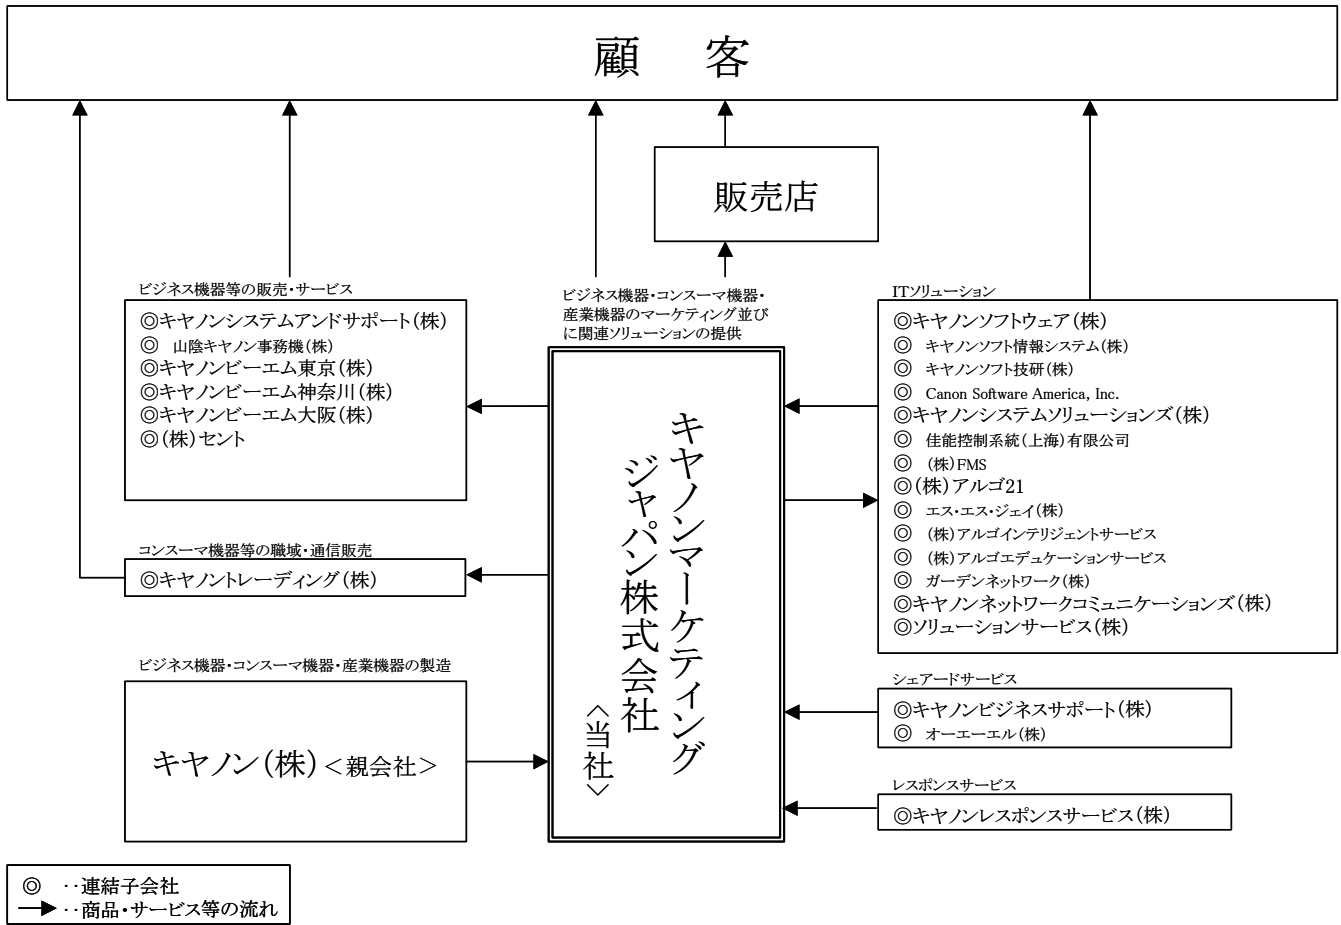 顧　客
販売店
ビジネス機器等の販売・サービス
◎キヤノンシステムアンドサポート(株)
◎　山陰キヤノン事務機(株)
◎キヤノンビーエム東京(株)
◎キヤノンビーエム神奈川(株)
◎キヤノンビーエム大阪(株)
◎(株)セント
コンスーマ機器等の職域・通信販売
◎キヤノントレーディング(株)
ビジネス機器・コンスーマ機器・産業機器の製造
キヤノン(株)＜親会社＞
ビジネス機器・コンスーマ機器・
産業機器のマーケティング並び
に関連ソリューションの提供
キヤノンマーケティング
ジャパン株式会社
＜当社＞
ITソリューション
◎キヤノンソフトウェア(株)
◎　キヤノンソフト情報システム(株)
◎　キヤノンソフト技研(株)
◎　Canon Software America, Inc.
◎キヤノンシステムソリューションズ(株)
◎　佳能控制系統(上海)有限公司
◎　(株)FMS
◎(株)アルゴ21
◎　エス・エス・ジェイ(株)
◎　(株)アルゴインテリジェントサービス
◎　(株)アルゴエデュケーションサービス
◎　ガーデンネットワーク(株)
◎キヤノンネットワークコミュニケーションズ(株)
◎ソリューションサービス(株)
シェアードサービス
◎キヤノンビジネスサポート(株)
◎　オーエーエル(株)
レスポンスサービス
◎キヤノンレスポンスサービス(株)
◎　‥連結子会社
→‥商品・サービス等の流れ